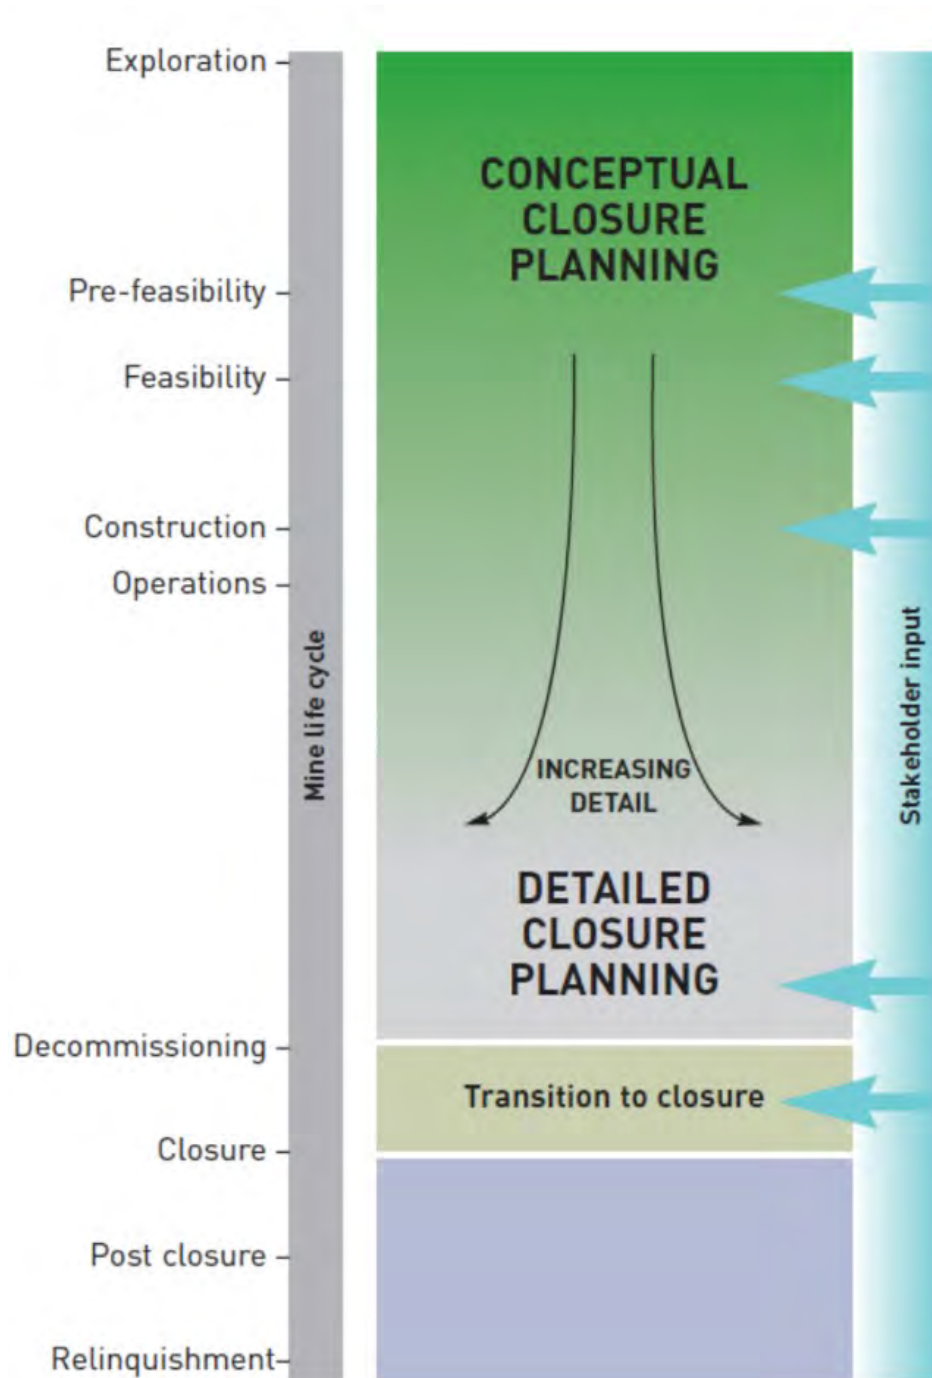 Exploration
CONCEPTUAL
CLOSURE
PLANNING
Pre-feasibility
Feasibility
Construction
Operations
Mine life cycle
Stakeholder input
INCREASING
DETAIL
DETAILED
CLOSURE
PLANNING
Decommissioning
Transition to closure
Closure
Post closure
Relinquishment